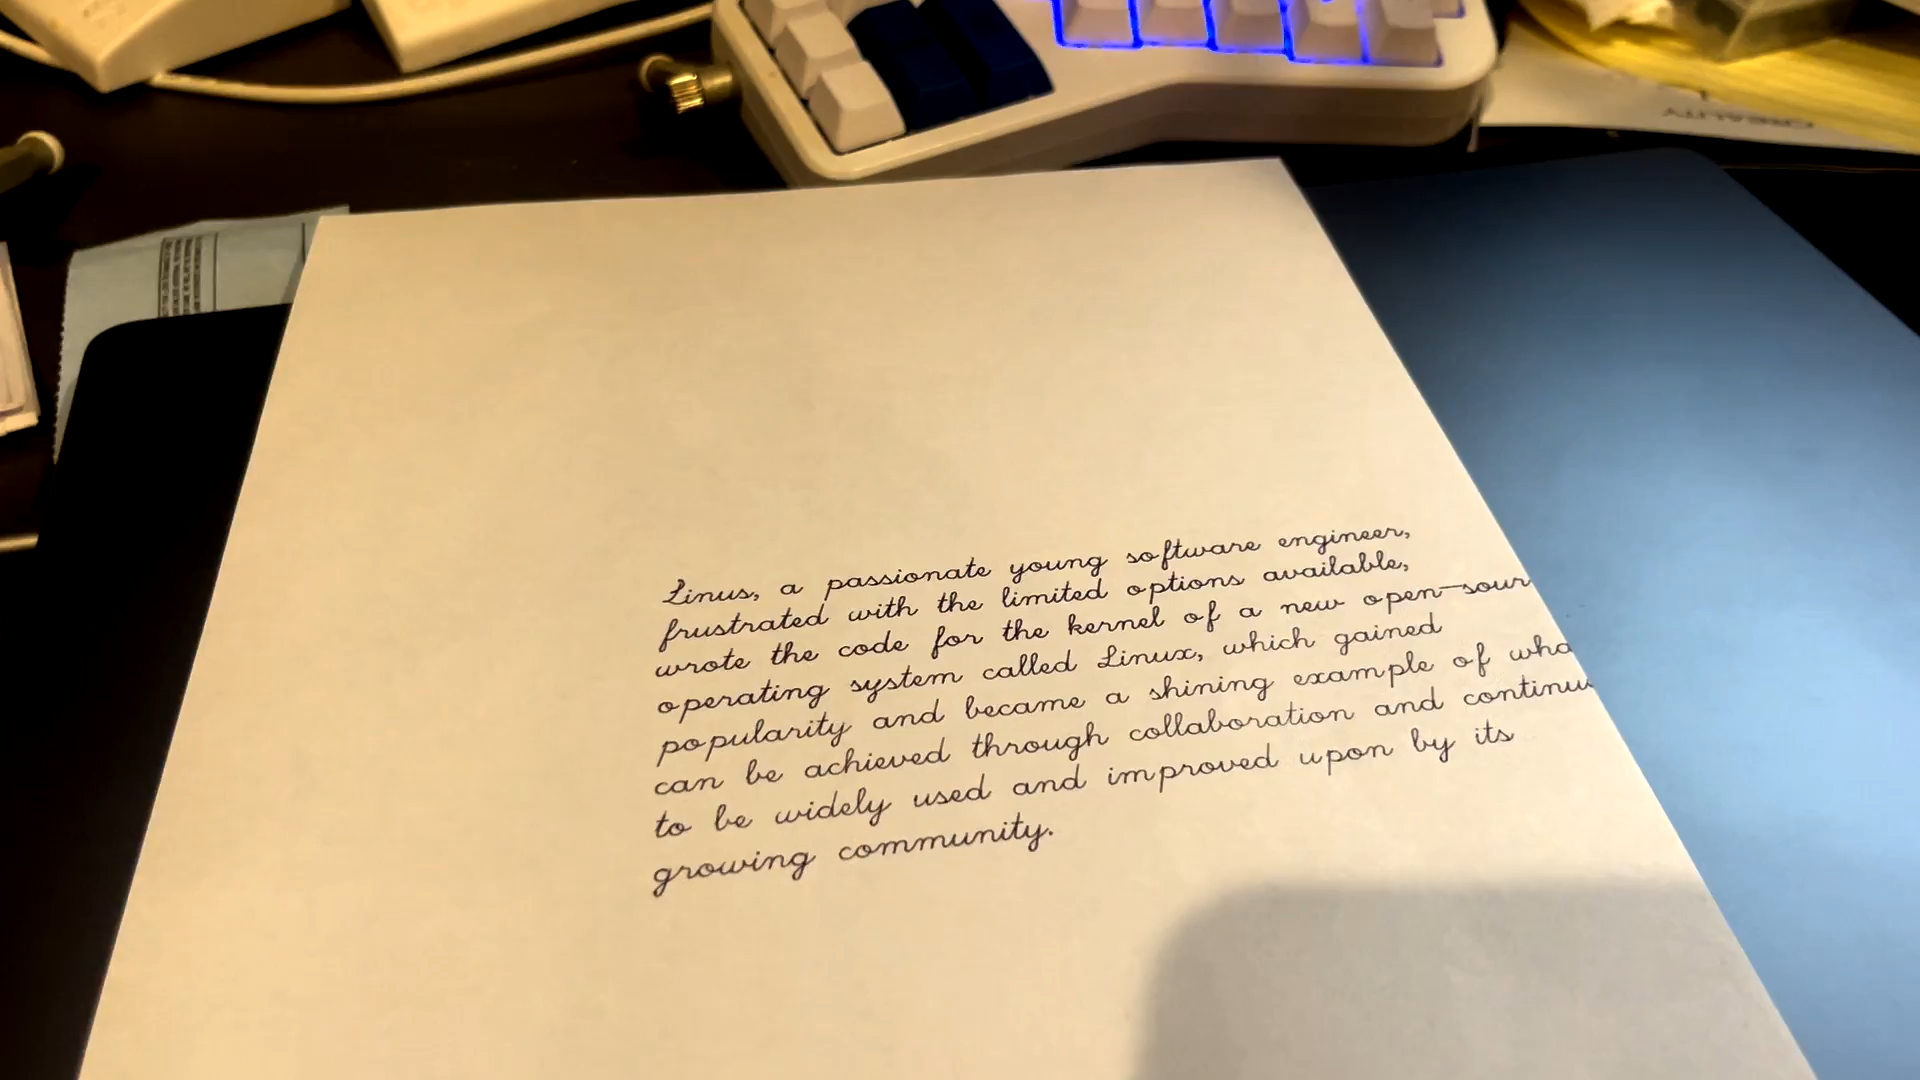 Linus, a passionate young software engineer,
frustrated with the limited options available,
wrote the code for the kernel of a new open-sour
operating system called Linux, which gained
popularity and became a shining example of wha
can be achieved through collaboration and continu
to be widely used and improved upon by its
growing community.
CREALITY